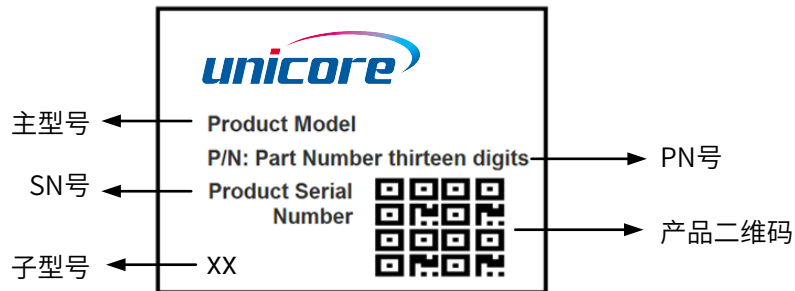 unicore
主型号
Product Model
P/N: Part Number thirteen digits
PN号
SN号
Product Serial
Number
产品二维码
子型号
XX